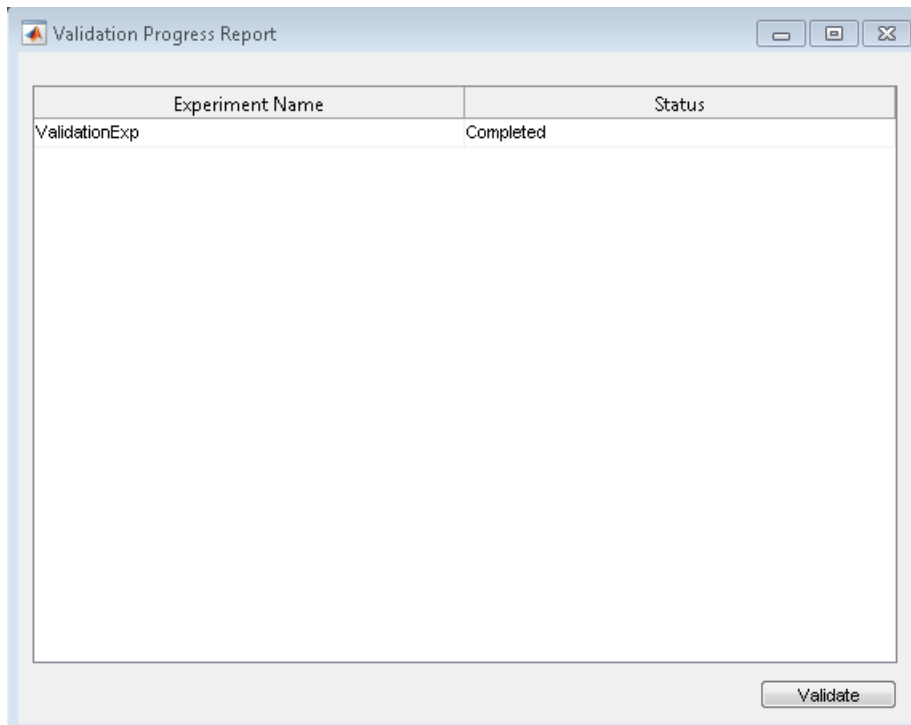 Validation Progress Report
Experiment Name Status
ValidationExp Completed
Validate